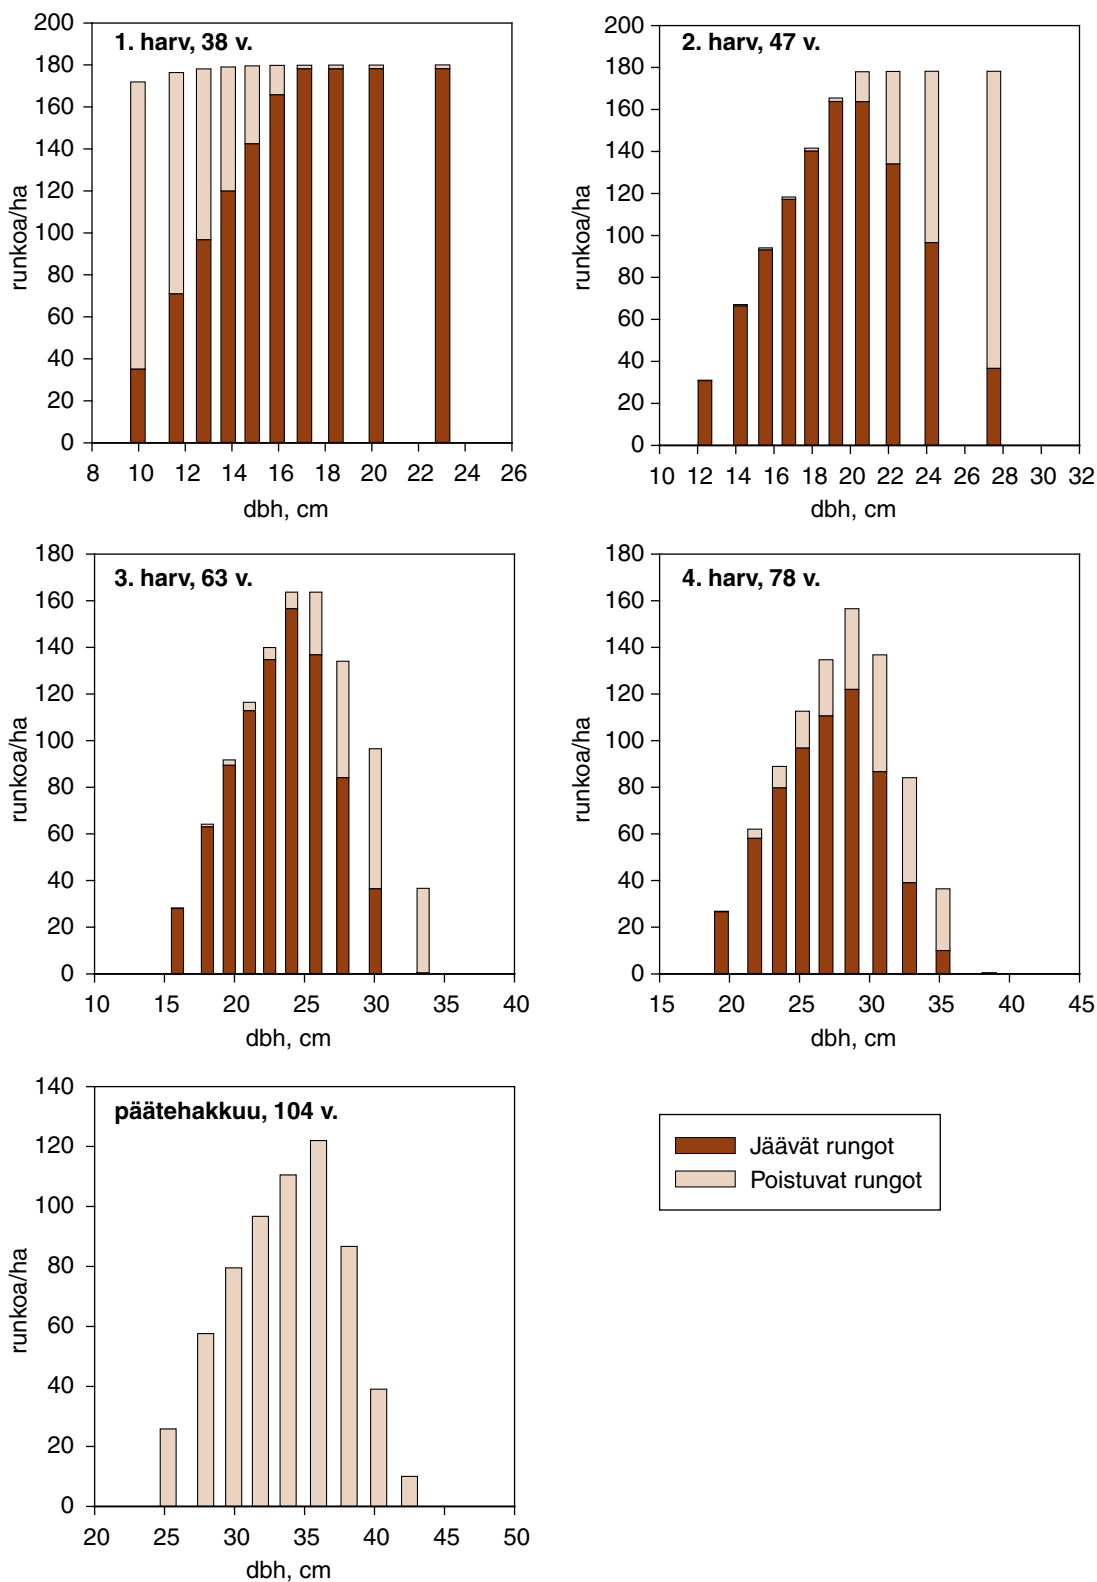 1. harv, 38 v.
200
180
160
140
120
100
80
60
40
20
0
runkoa/ha
8 10 12 14 16 18 20 22 24 26
dbh, cm
2. harv, 47 v.
200
180
160
140
120
100
80
60
40
20
0
runkoa/ha
10 12 14 16 18 20 22 24 26 28 30 32
dbh, cm
3. harv, 63 v.
180
160
140
120
100
80
60
40
20
0
runkoa/ha
10 15 20 25 30 35 40
dbh, cm
4. harv, 78 v.
180
160
140
120
100
80
60
40
20
0
runkoa/ha
15 20 25 30 35 40 45
dbh, cm
päätehakkuu, 104 v.
140
120
100
80
60
40
20
0
runkoa/ha
20 25 30 35 40 45 50
dbh, cm
Jäävät rungot
Poistuvat rungot